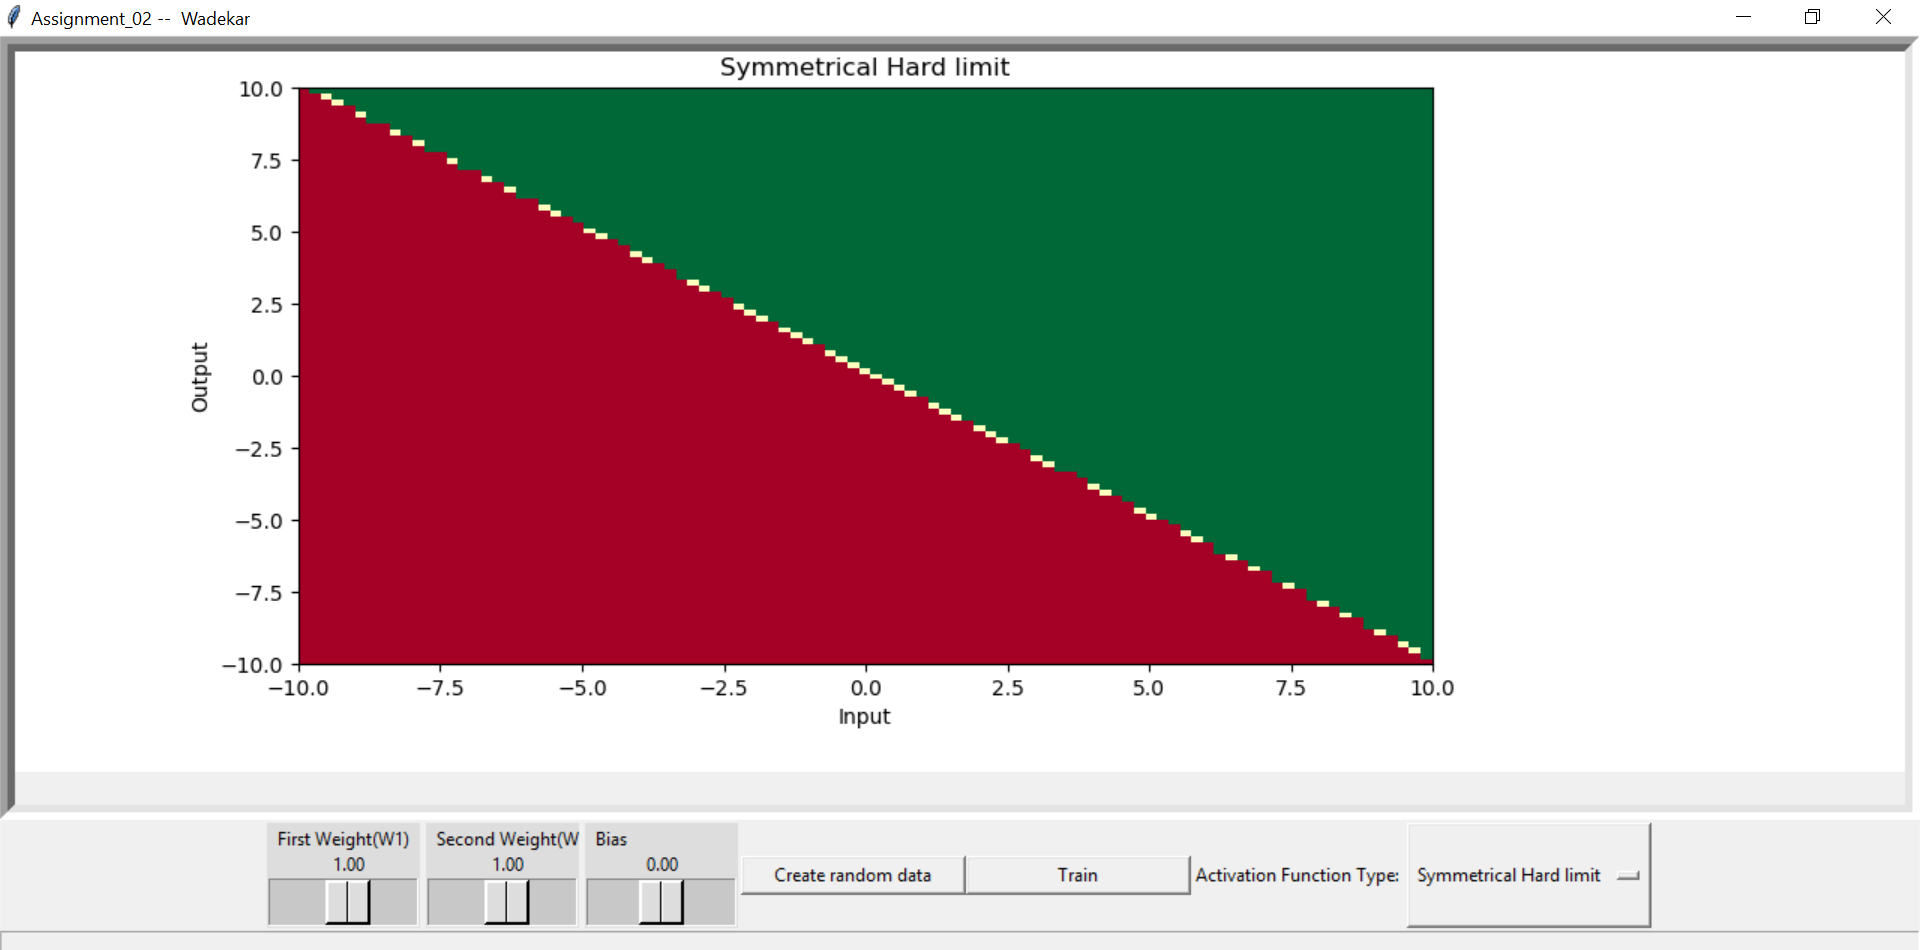 Assignment_02 -- Wadekar
Symmetrical Hard limit
10.0
7.5
5.0
2.5
0.0
−2.5
−5.0
−7.5
−10.0
Output
−10.0 −7.5 −5.0 −2.5 0.0 2.5 5.0 7.5 10.0
Input
First Weight(W1) Second Weight(W Bias
1.00 1.00 0.00
Create random data Train Activation Function Type: Symmetrical Hard limit